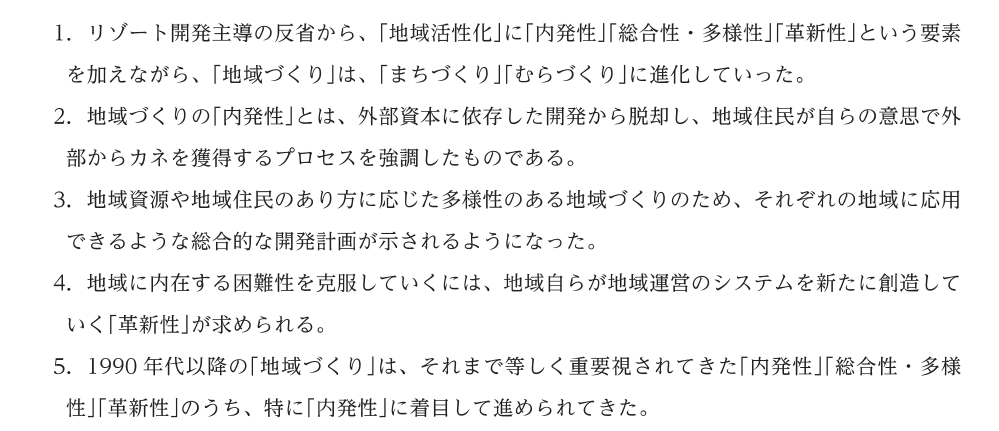 1．リゾート開発主導の反省から、「地域活性化」に「内発性」「総合性・多様性」「革新性」という要素
を加えながら、「地域づくり」は、「まちづくり」「むらづくり」に進化していった。
2．地域づくりの「内発性」とは、外部資本に依存した開発から脱却し、地域住民が自らの意思で外
部からカネを獲得するプロセスを強調したものである。
3．地域資源や地域住民のあり方に応じた多様性のある地域づくりのため、それぞれの地域に応用
できるような総合的な開発計画が示されるようになった。
4．地域に内在する困難性を克服していくには、地域自らが地域運営のシステムを新たに創造して
いく「革新性」が求められる。
5．1990 年代以降の「地域づくり」は、それまで等しく重要視されてきた「内発性」「総合性・多様
性」「革新性」のうち、特に「内発性」に着目して進められてきた。